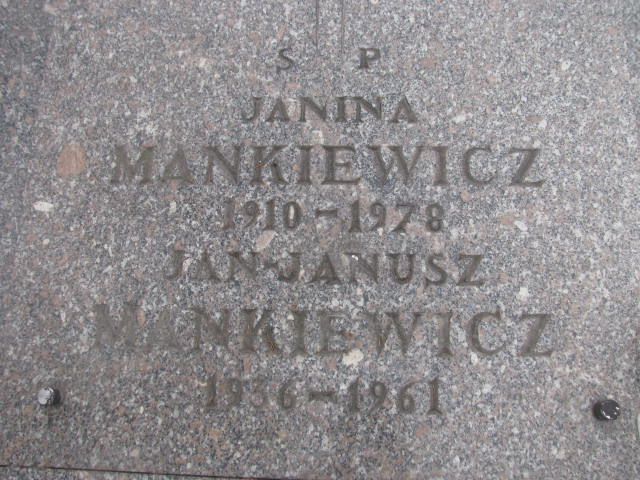 S P
JANINA
MANKIEWICZ
1910-1978
JAN-JANUSZ
MANKIEWICZ
1936-1961